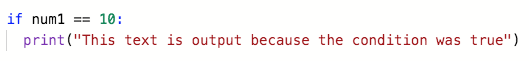 if num1 == 10:
  print("This text is output because the condition was true")